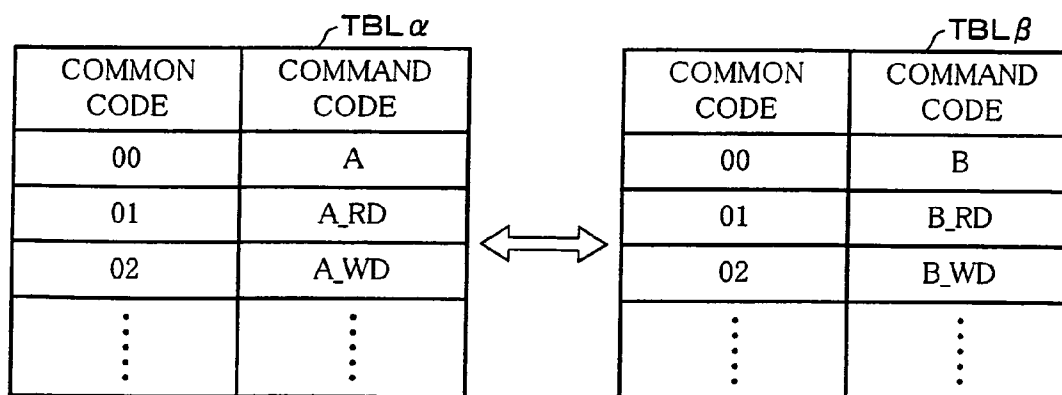 TBLα
COMMON CODE
COMMAND CODE
00
A
01
A_RD
02
A_WD
TBLβ
COMMON CODE
COMMAND CODE
00
B
01
B_RD
02
B_WD